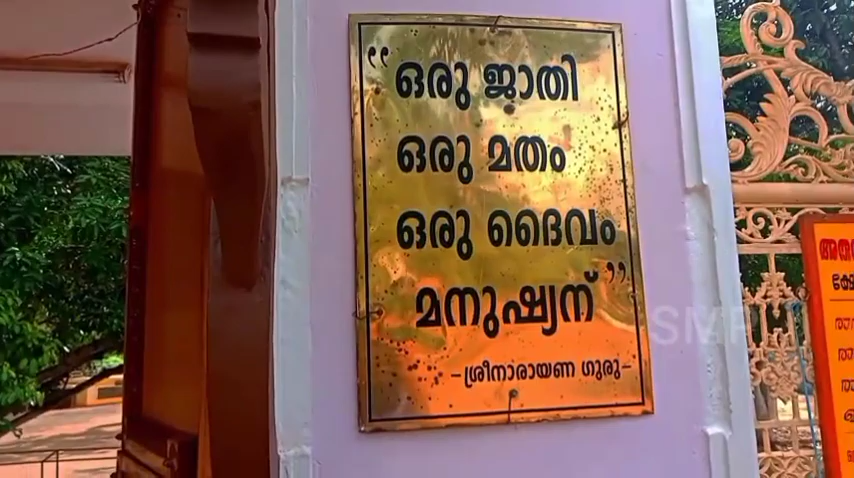 “ ഒരു ജാതി
ഒരു മതം
ഒരു ദൈവം
മനുഷ്യന് ”
–ശ്രീനാരായണ ഗുരു–